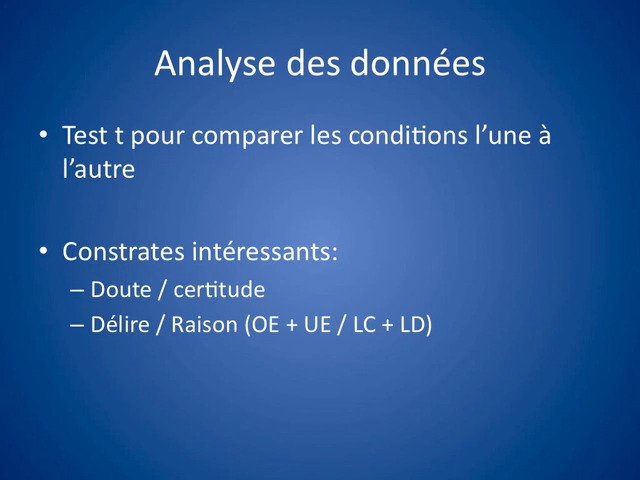 Analyse des données
• Test t pour comparer les conditions l’une à
l’autre
• Constrates intéressants:
– Doute / certitude
– Délire / Raison (OE + UE / LC + LD)